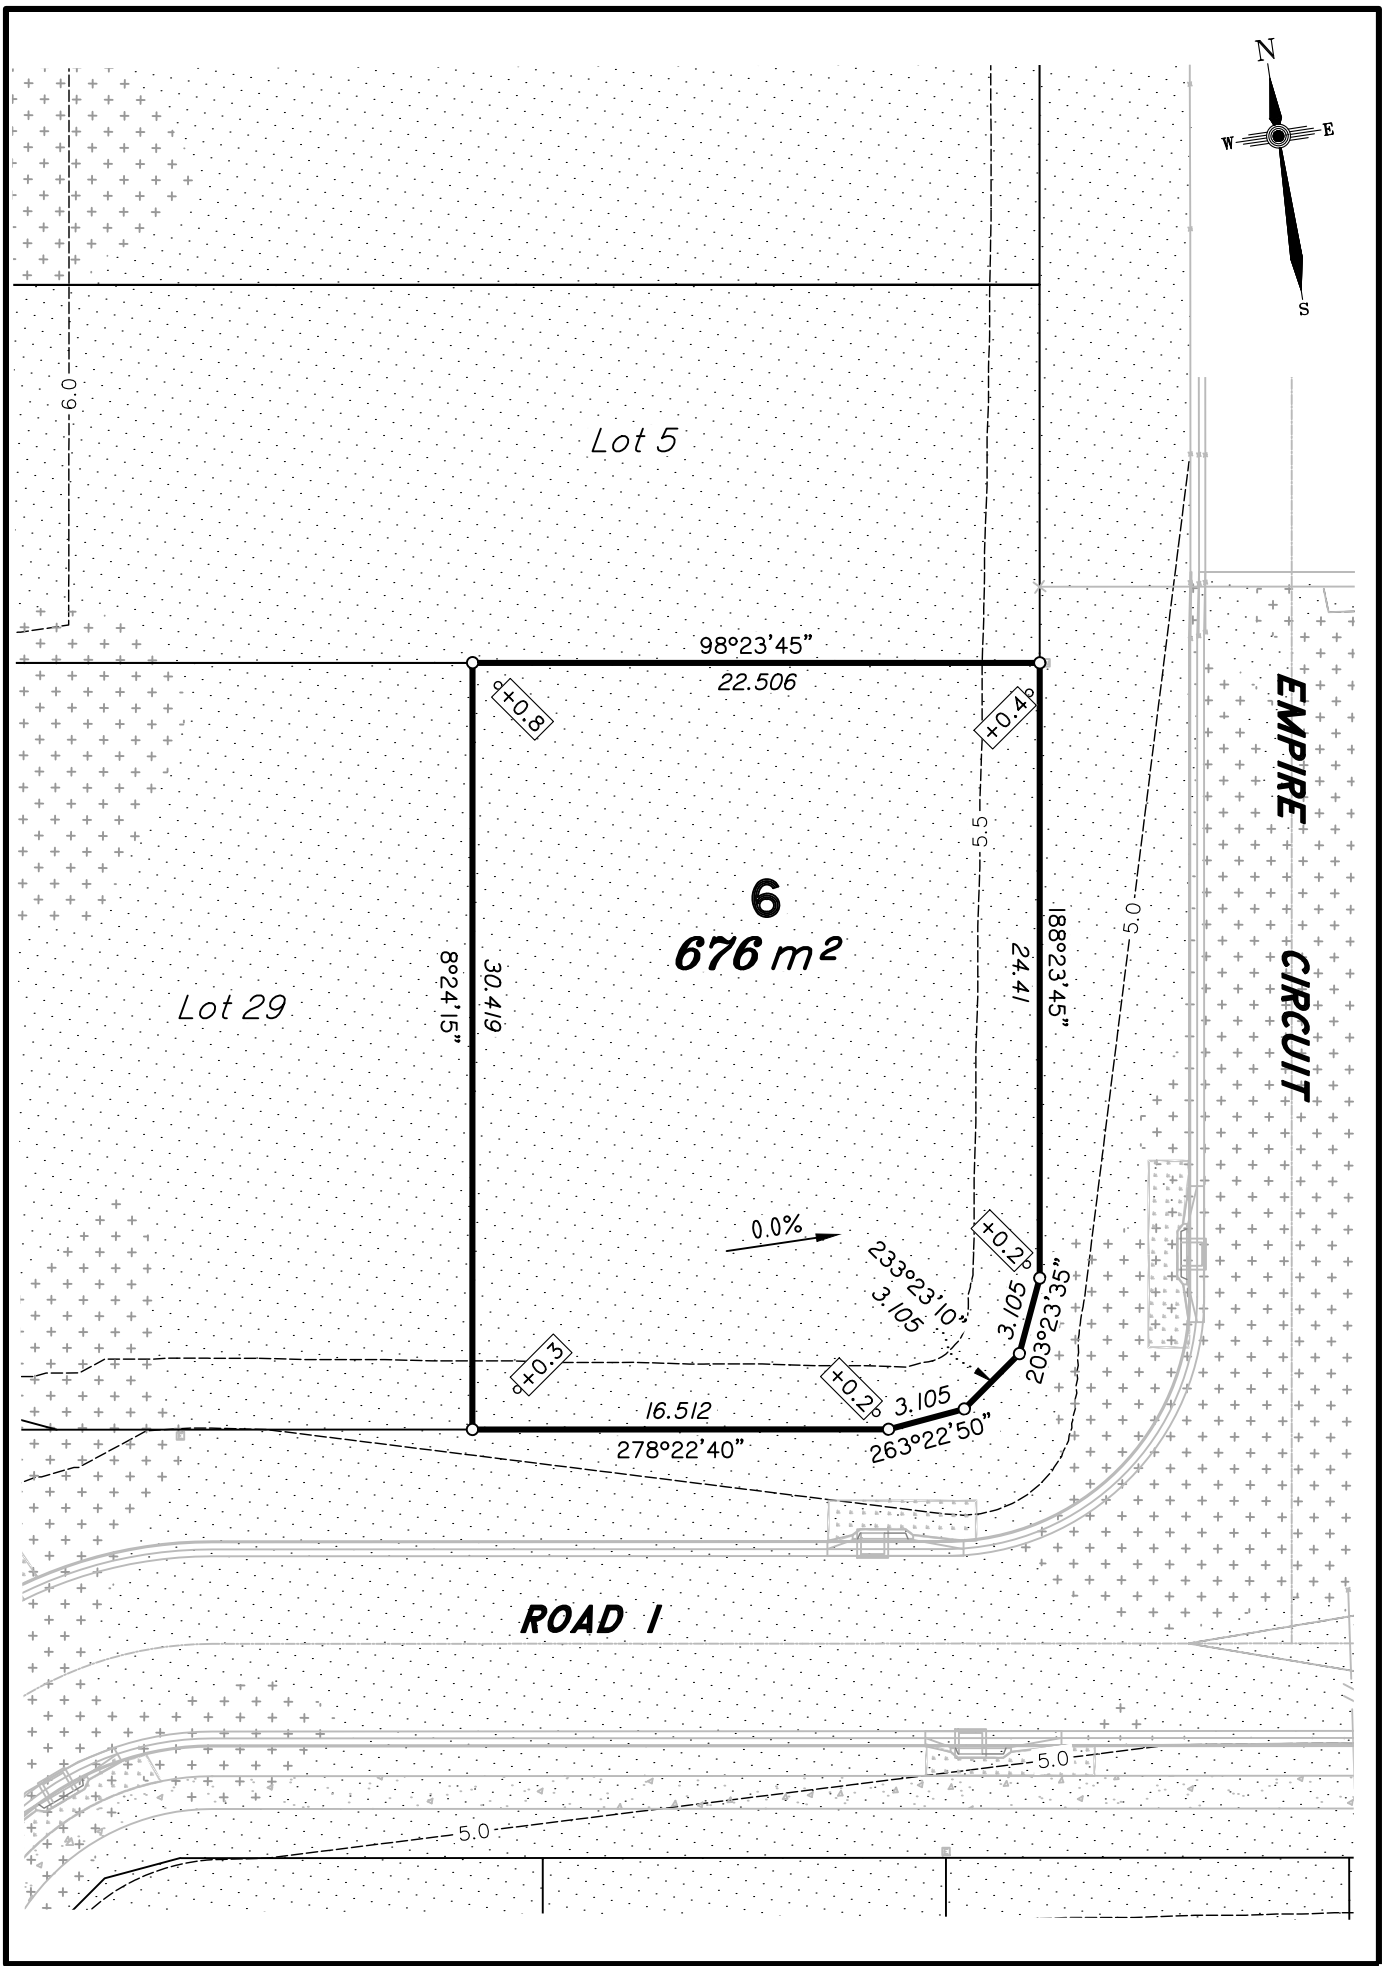 N
W
E
S
6.0
Lot 5
98°23'45"
22.506
+0.8
+0.4
EMPIRE
CIRCUIT
5.5
6
676 m²
5.0
188°23'45"
24.41
8°24'15"
30.419
Lot 29
0.0%
+0.2
233°23'10"
3.105
3.105
203°23'35"
+0.3
+0.2
3.105
263°22'50"
16.512
278°22'40"
ROAD 1
5.0
5.0